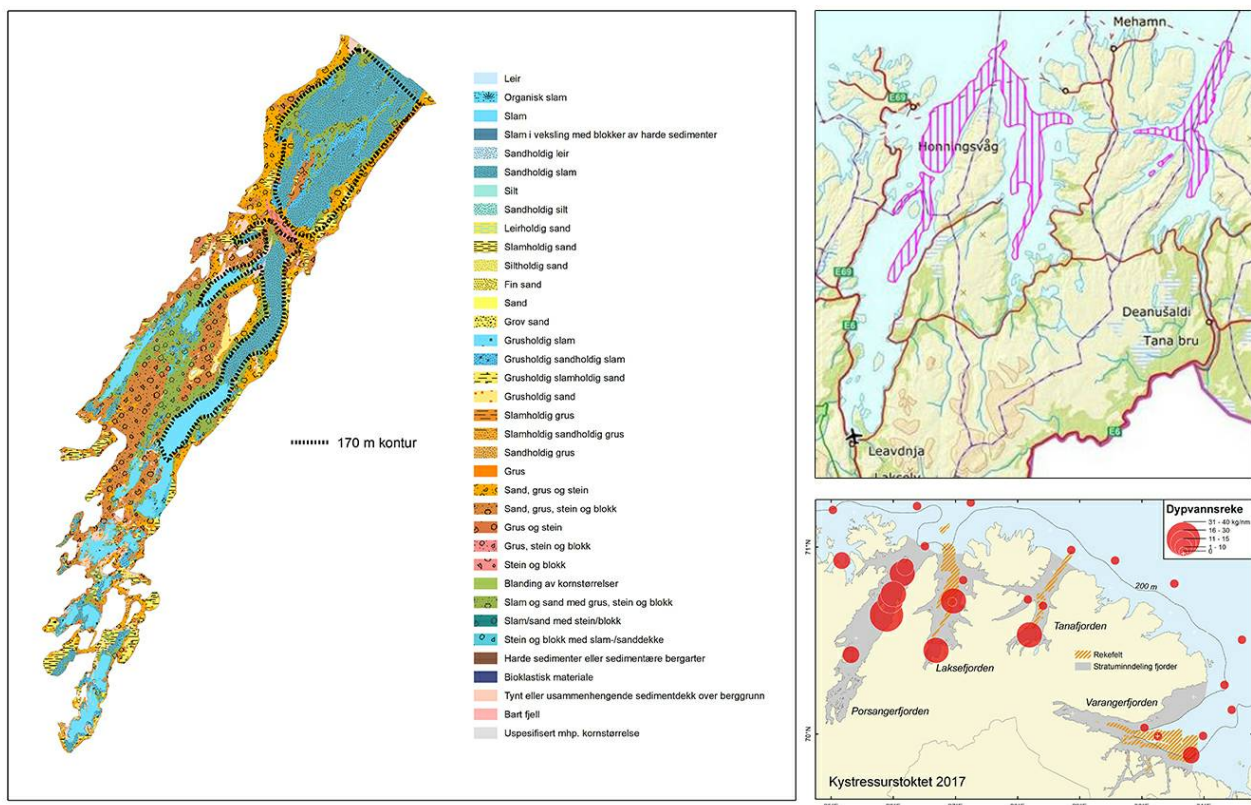 Leir
Organisk slam
Slam
Slam i veksling med blokker av harde sedimenter
Sandholdig leir
Sandholdig slam
Silt
Sandholdig silt
Leirholdig sand
Slamholdig sand
Siltholdig sand
Fin sand
Sand
Grov sand
Grusholdig slam
Grusholdig sandholdig slam
Grusholdig slamholdig sand
Grusholdig sand
Slamholdig grus
Slamholdig sandholdig grus
Sandholdig grus
Grus
Sand, grus og stein
Sand, grus, stein og blokk
Grus og stein
Grus, stein og blokk
Stein og blokk
Blanding av kornstørrelser
Slam og sand med grus, stein og blokk
Slam/sand med stein/blokk
Stein og blokk med slam-/sanddekke
Harde sedimenter eller sedimentære bergarter
Bioklastisk materiale
Tynt eller usammenhengende sedimentdekk over berggrunn
Bart fjell
Uspesifisert mhp. kornstørrelse
170 m kontur
Mehamn
E69
Honningsvåg
E69
E6
Deanušaldi
Tana bru
E6
Leavdnja
Dypvannsreke
31 - 40 kg/nm
16 - 30
11 - 15
1 - 10
0
71°N
200 m
Tanafjorden
Rekefelt
Stratuminndeling fjorder
Laksefjorden
Porsangerfjorden
Varangerfjorden
70°N
Kystressurstoktet 2017